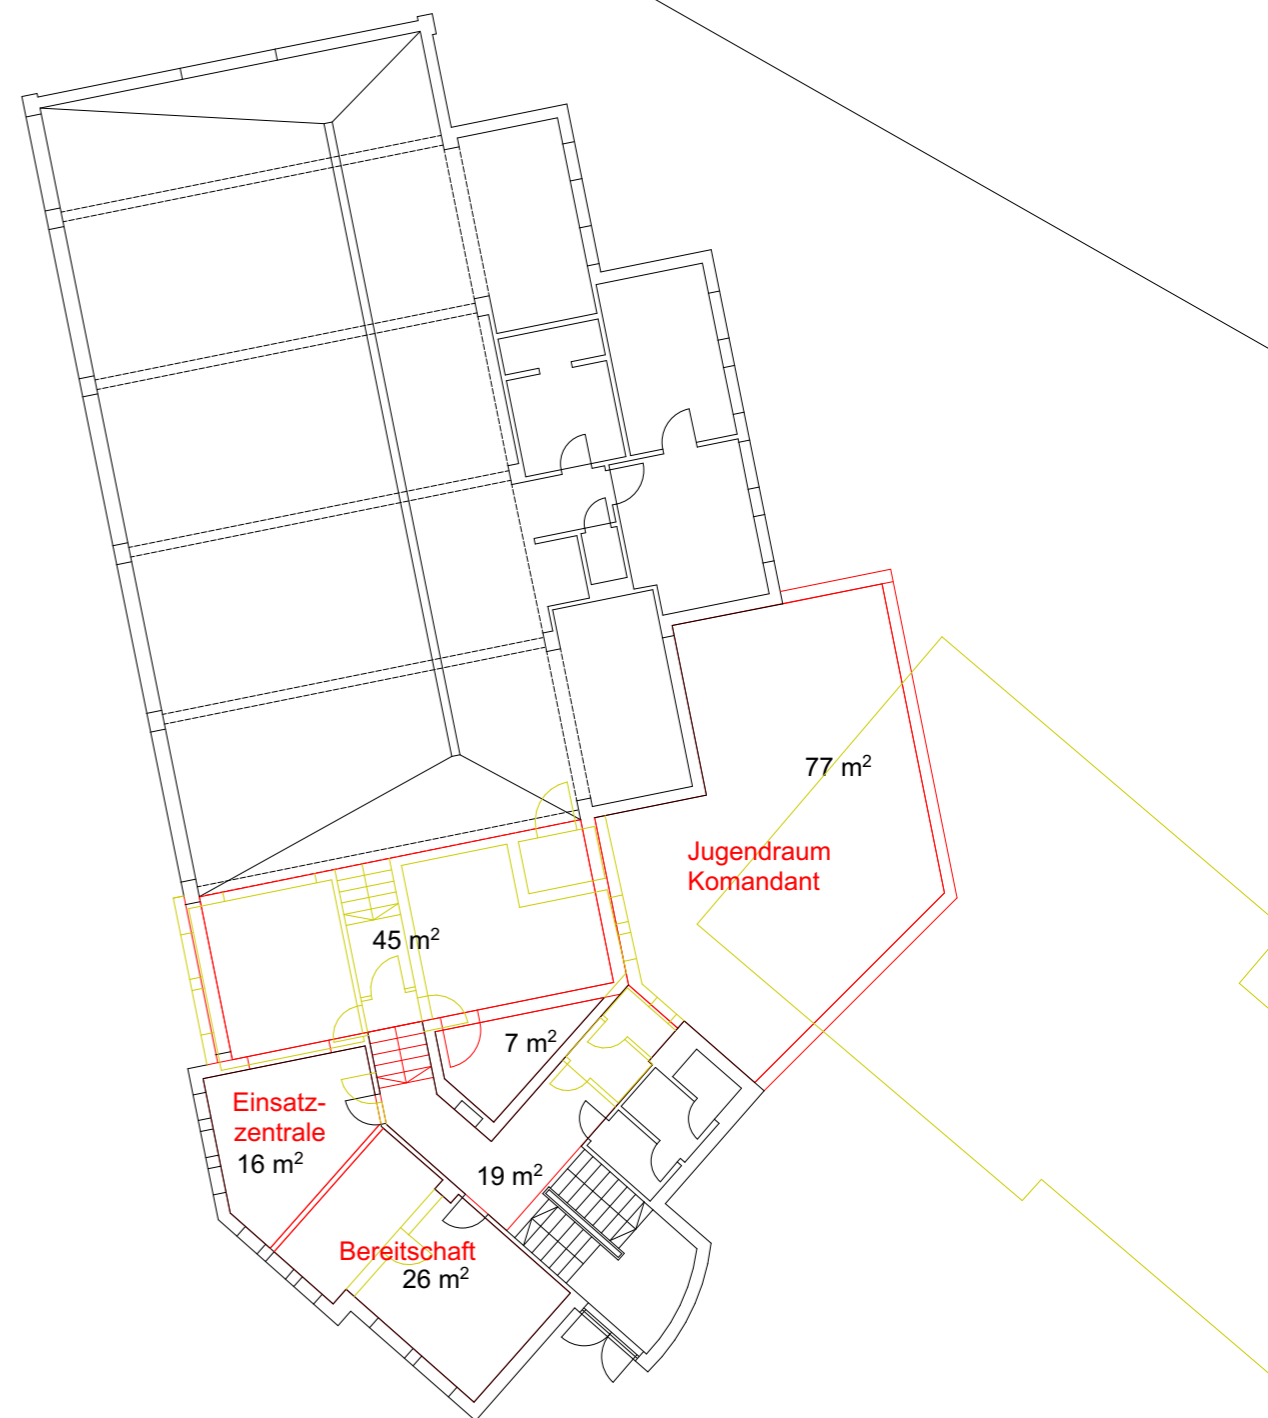 77 m²
Jugendraum
Komandant
45 m²
7 m²
Einsatz-
zentrale
16 m²
19 m²
Bereitschaft
26 m²